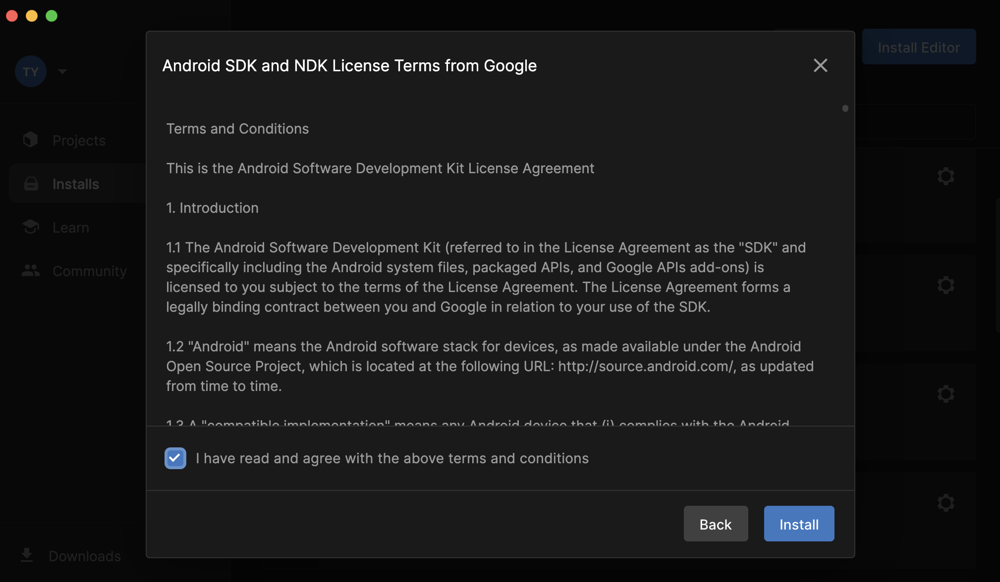 Install Editor
TY
Projects
Installs
Learn
Community
Downloads
Android SDK and NDK License Terms from Google
Terms and Conditions
This is the Android Software Development Kit License Agreement
1. Introduction
1.1 The Android Software Development Kit (referred to in the License Agreement as the "SDK" and
specifically including the Android system files, packaged APIs, and Google APIs add-ons) is
licensed to you subject to the terms of the License Agreement. The License Agreement forms a
legally binding contract between you and Google in relation to your use of the SDK.
1.2 "Android" means the Android software stack for devices, as made available under the Android
Open Source Project, which is located at the following URL: http://source.android.com/, as updated
from time to time.
1.3 A "compatible implementation" means any Android device that (i) complies with the Android
I have read and agree with the above terms and conditions
Back
Install